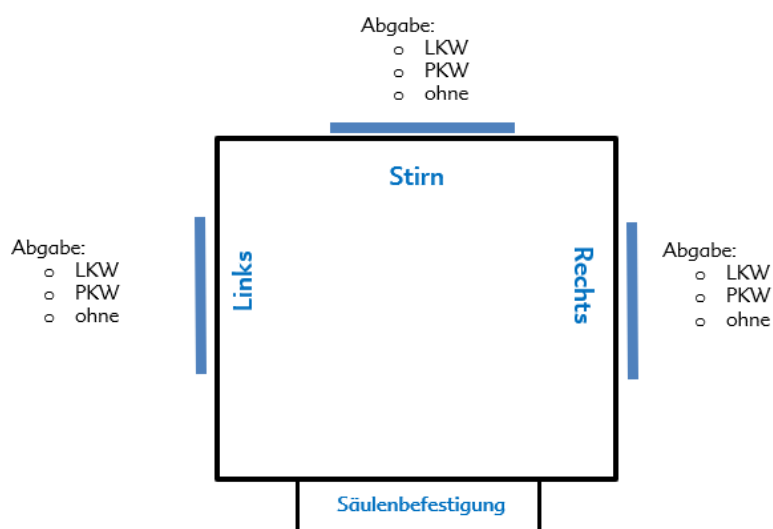 Abgabe:
o LKW
o PKW
o ohne
Stirn
Abgabe:
o LKW
o PKW
o ohne
Links
Rechts
Abgabe:
o LKW
o PKW
o ohne
Säulenbefestigung